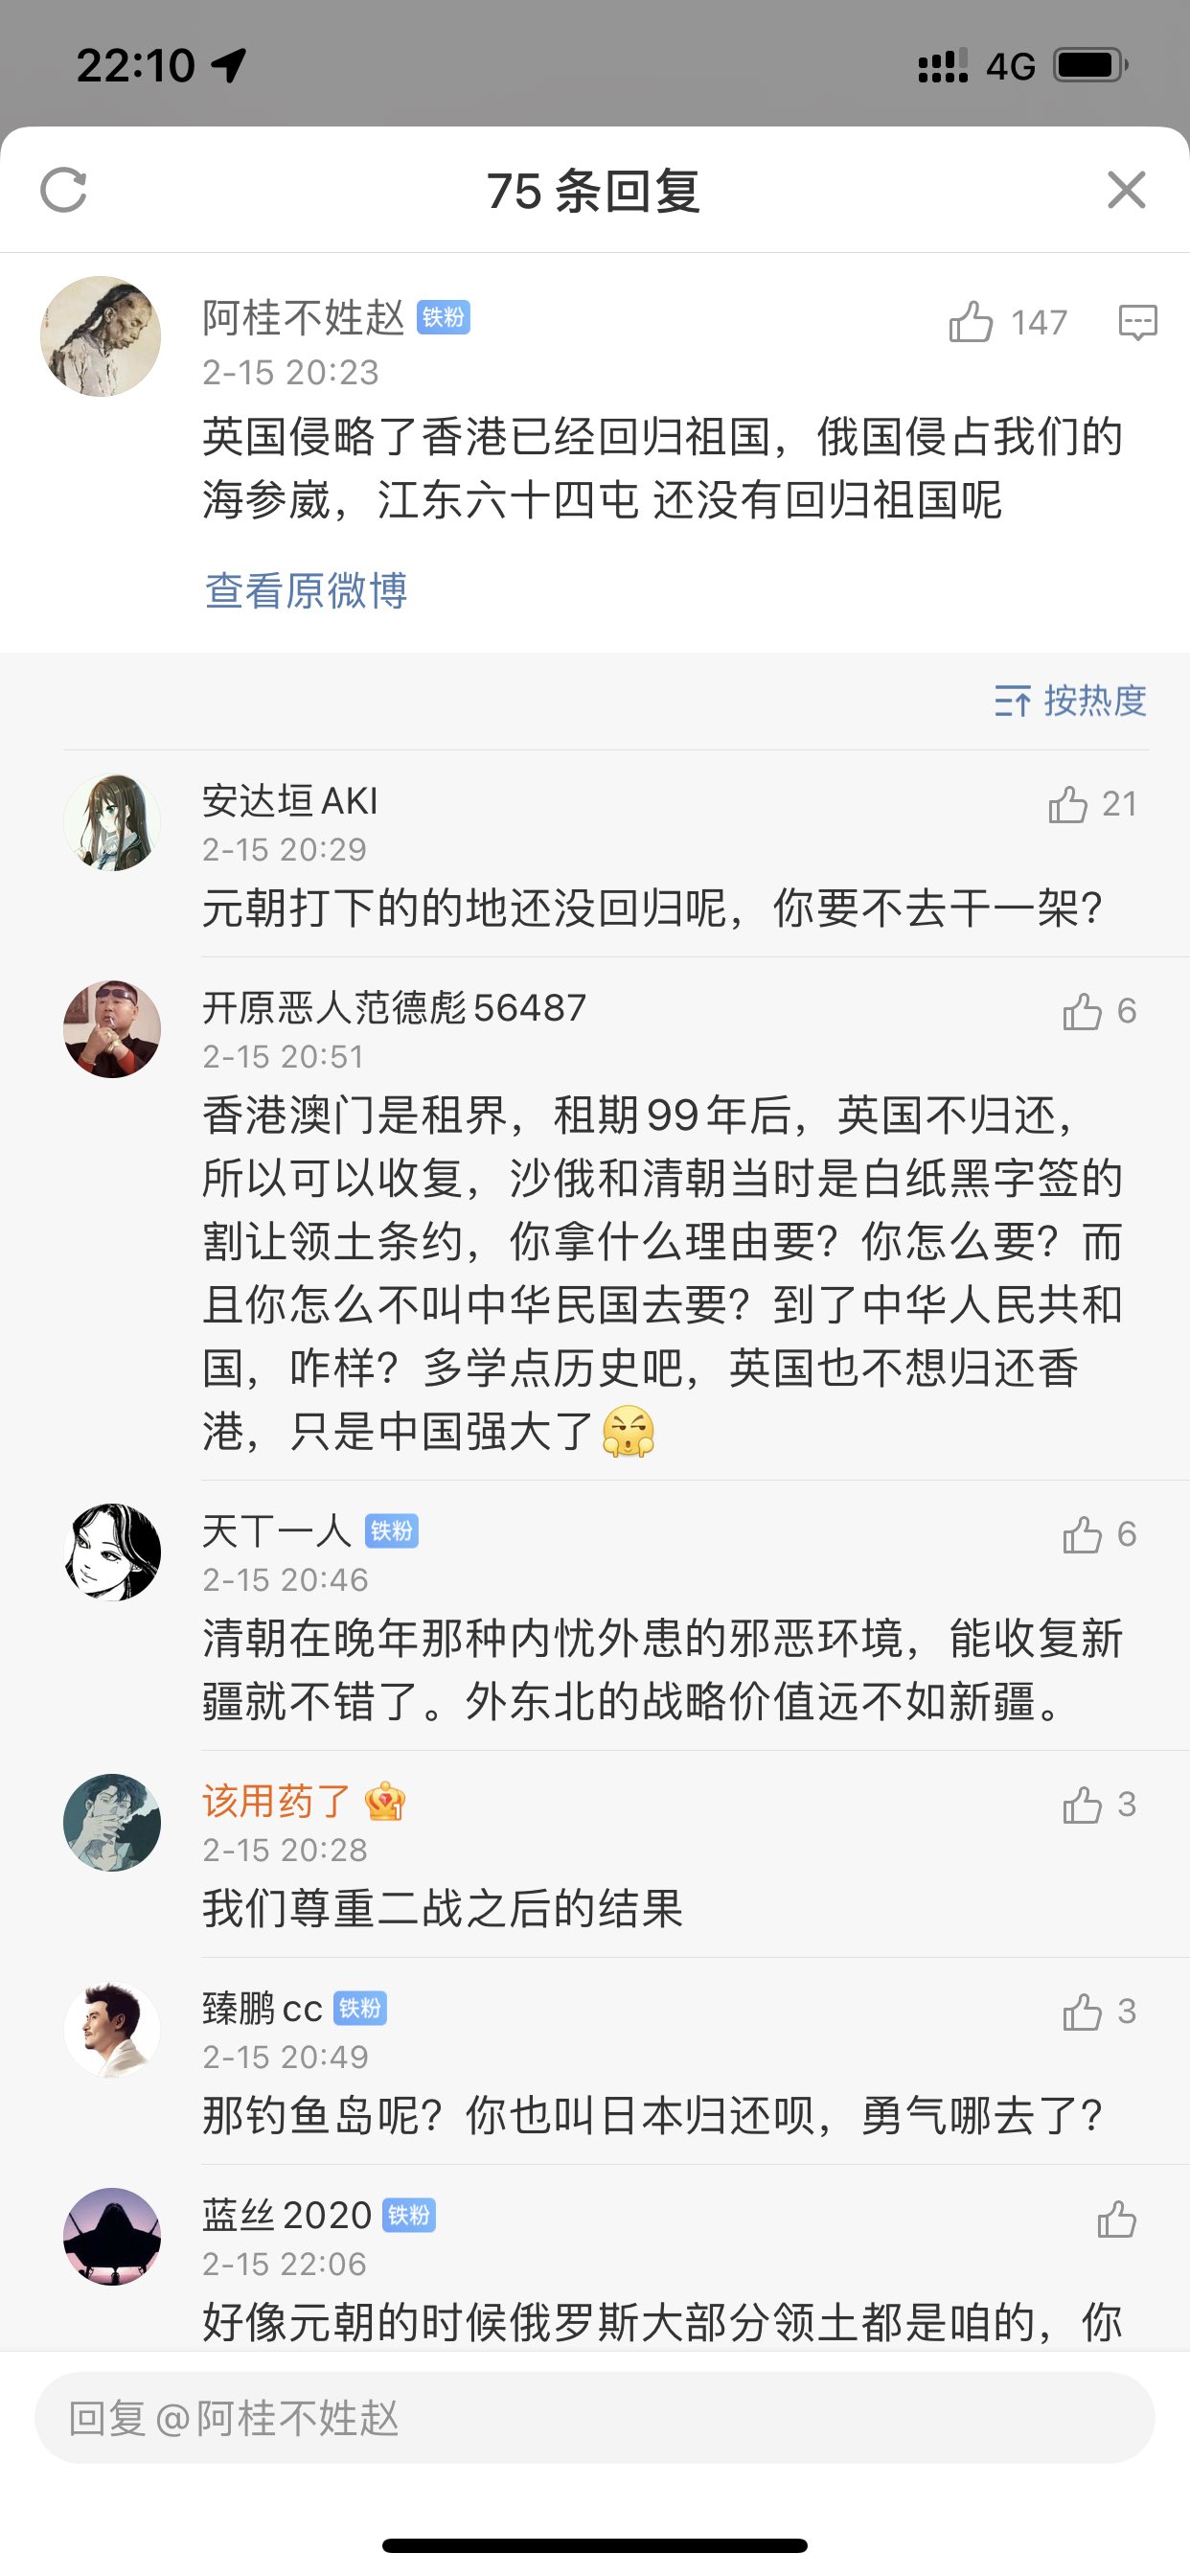 22:10
4G
75 条回复
阿桂不姓赵 铁粉
147
2-15 20:23
英国侵略了香港已经回归祖国，俄国侵占我们的
海参崴，江东六十四屯 还没有回归祖国呢
查看原微博
按热度
安达垣AKI
21
2-15 20:29
元朝打下的的地还没回归呢，你要不去干一架?
开原恶人范德彪56487
6
2-15 20:51
香港澳门是租界，租期99年后，英国不归还，
所以可以收复，沙俄和清朝当时是白纸黑字签的
割让领土条约，你拿什么理由要？你怎么要？而
且你怎么不叫中华民国去要？到了中华人民共和
国，咋样？多学点历史吧，英国也不想归还香
港，只是中国强大了
天丅一人 铁粉
6
2-15 20:46
清朝在晚年那种内忧外患的邪恶环境，能收复新
疆就不错了。外东北的战略价值远不如新疆。
该用药了
3
2-15 20:28
我们尊重二战之后的结果
臻鹏cc 铁粉
3
2-15 20:49
那钓鱼岛呢？你也叫日本归还呗，勇气哪去了?
蓝丝2020 铁粉
2-15 22:06
好像元朝的时候俄罗斯大部分领土都是咱的，你
回复@阿桂不姓赵